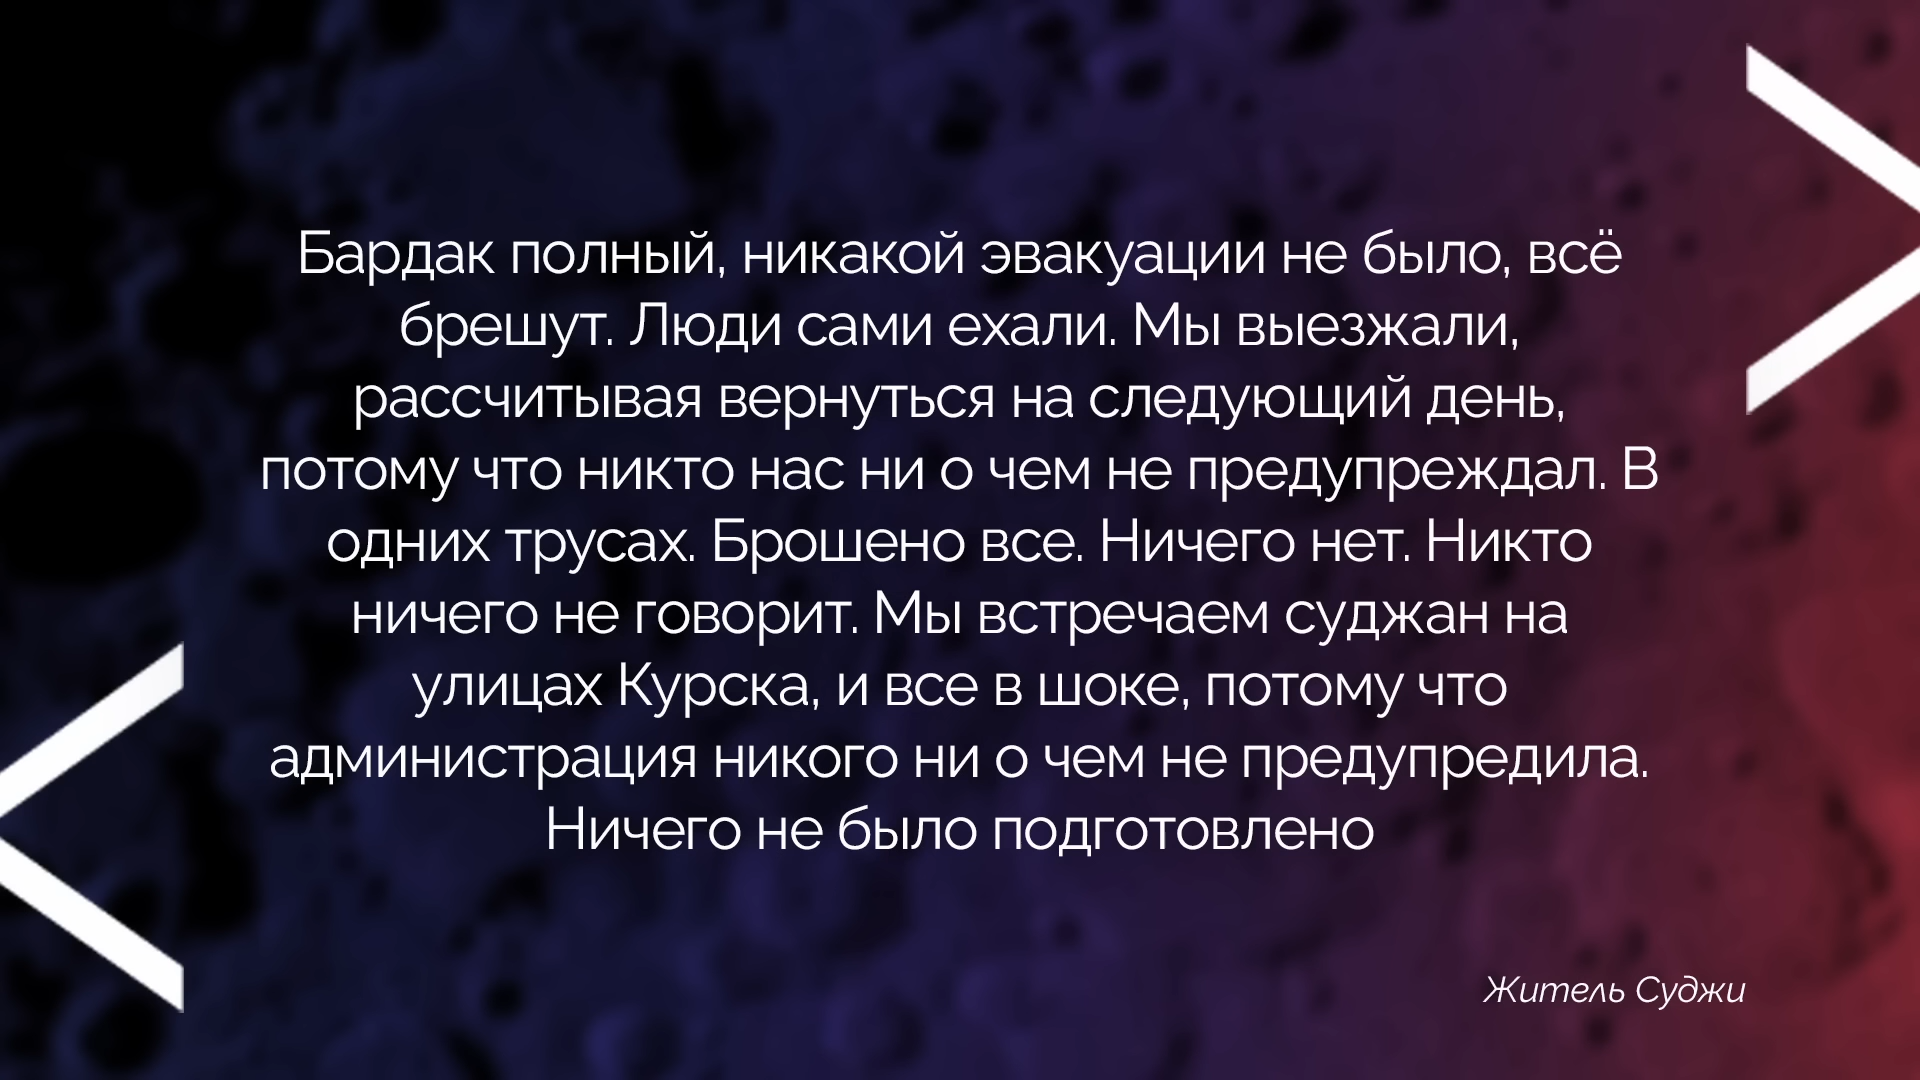 Бардак полный, никакой эвакуации не было, всё
брешут. Люди сами ехали. Мы выезжали,
рассчитывая вернуться на следующий день,
потому что никто нас ни о чем не предупреждал. В
одних трусах. Брошено все. Ничего нет. Никто
ничего не говорит. Мы встречаем суджан на
улицах Курска, и все в шоке, потому что
администрация никого ни о чем не предупредила.
Ничего не было подготовлено
Житель Суджи